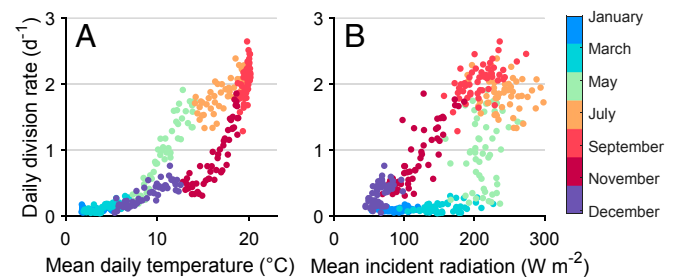 A
B
Daily division rate (d-1)
3
2
1
0
0
10
20
Mean daily temperature (°C)
3
2
1
0
0
100
200
300
Mean incident radiation (W m-2)
January
March
May
July
September
November
December